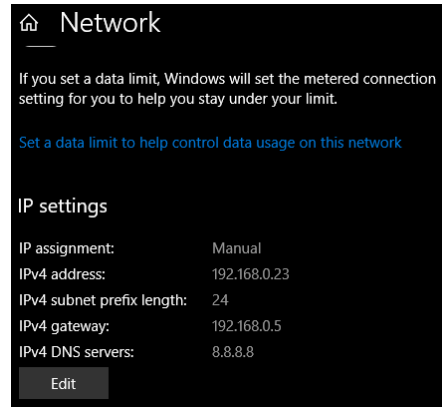 Network
If you set a data limit, Windows will set the metered connection
setting for you to help you stay under your limit.
Set a data limit to help control data usage on this network
IP settings
IP assignment: Manual
IPv4 address: 192.168.0.23
IPv4 subnet prefix length: 24
IPv4 gateway: 192.168.0.5
IPv4 DNS servers: 8.8.8.8
Edit